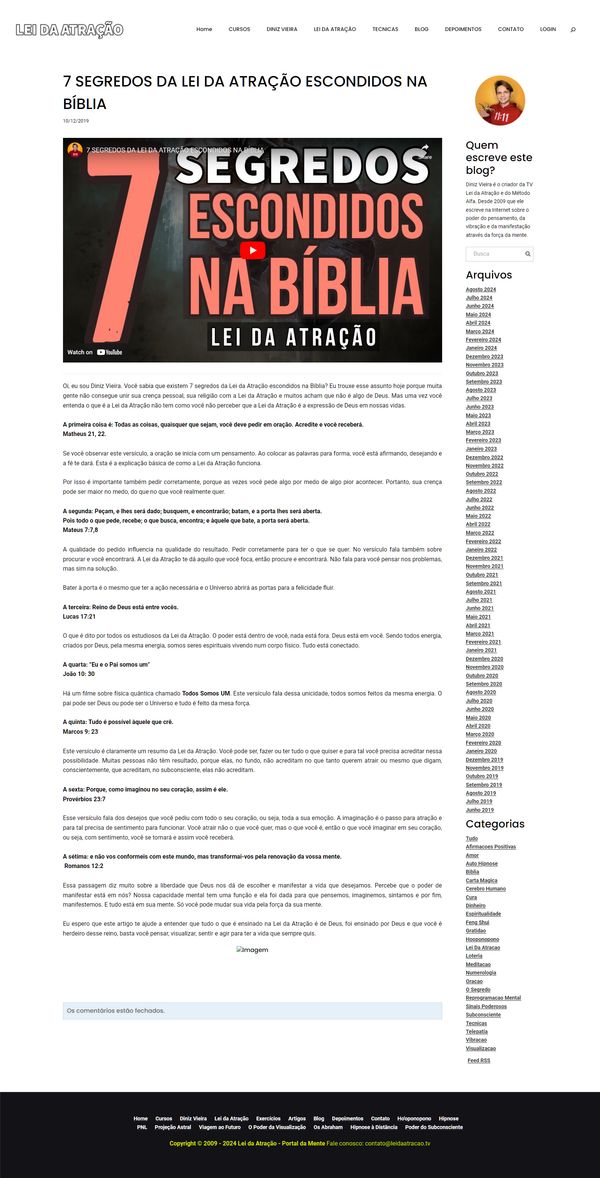 LEI DA ATRAÇÃO
Home CURSOS DINIZ VIEIRA LEI DA ATRAÇÃO TECNICAS BLOG DEPOIMENTOS CONTATO LOGIN
7 SEGREDOS DA LEI DA ATRAÇÃO ESCONDIDOS NA
BÍBLIA
10/12/2019
7 SEGREDOS DA LEI DA ATRAÇÃO ESCONDIDOS NA BÍBLIA
Share
7
SEGREDOS
ESCONDIDOS
NA BÍBLIA
LEI DA ATRAÇÃO
Watch on YouTube
Oi, eu sou Diniz Vieira. Você sabia que existem 7 segredos da Lei da Atração escondidos na Bíblia? Eu trouxe esse assunto hoje porque muita
gente não consegue unir sua crença pessoal, sua religião com a Lei da Atração e muitos acham que não é algo de Deus. Mas uma vez você
entenda o que é a Lei da Atração não tem como você não perceber que a Lei da Atração é a expressão de Deus em nossas vidas.
A primeira coisa é: Todas as coisas, quaisquer que sejam, você deve pedir em oração. Acredite e você receberá.
Matheus 21, 22.
Se você observar este versículo, a oração se inicia com um pensamento. Ao colocar as palavras para forma, você está afirmando, desejando e
a fé te dará. Esta é a explicação básica de como a Lei da Atração funciona.
Por isso é importante também pedir corretamente, porque as vezes você pede algo por medo de algo pior acontecer. Portanto, sua crença
pode ser maior no medo, do que no que você realmente quer.
A segunda: Peçam, e lhes será dado; busquem, e encontrarão; batam, e a porta lhes será aberta.
Pois todo o que pede, recebe; o que busca, encontra; e àquele que bate, a porta será aberta.
Mateus 7:7,8
A qualidade do pedido influencia na qualidade do resultado. Pedir corretamente para ter o que se quer. No versículo fala também sobre
procurar e você encontrará. A Lei da Atração te dá aquilo que você foca, então procure e encontrará. Não fala para você pensar nos problemas,
mas sim na solução.
Bater à porta é o mesmo que ter a ação necessária e o Universo abrirá as portas para a felicidade fluir.
A terceira: Reino de Deus está entre vocês.
Lucas 17:21
O que é dito por todos os estudiosos da Lei da Atração. O poder está dentro de você, nada está fora. Deus está em você. Sendo todos energia,
criados por Deus, pela mesma energia, somos seres espirituais vivendo num corpo físico. Tudo está conectado.
A quarta: "Eu e o Pai somos um"
João 10: 30
Há um filme sobre física quântica chamado Todos Somos UM. Este versículo fala dessa unicidade, todos somos feitos da mesma energia. O
pai pode ser Deus ou pode ser o Universo e tudo é feito da mesa força.
A quinta: Tudo é possível àquele que crê.
Marcos 9: 23
Este versículo é claramente um resumo da Lei da Atração. Você pode ser, fazer ou ter tudo o que quiser e para tal você precisa acreditar nessa
possibilidade. Muitas pessoas não têm resultado, porque elas, no fundo, não acreditam no que tanto querem atrair ou mesmo que digam,
conscientemente, que acreditam, no subconsciente, elas não acreditam.
A sexta: Porque, como imaginou no seu coração, assim é ele.
Provérbios 23:7
Esse versículo fala dos desejos que você pediu com todo o seu coração, ou seja, toda a sua emoção. A imaginação é o passo para atração e
para tal precisa de sentimento para funcionar. Você atrai não o que você quer, mas o que você é, então o que você imaginar em seu coração,
ou seja, com sentimento, você se tornará e assim você receberá.
A sétima: e não vos conformeis com este mundo, mas transformai-vos pela renovação da vossa mente.
Romanos 12:2
Essa passagem diz muito sobre a liberdade que Deus nos dá de escolher e manifestar a vida que desejamos. Percebe que o poder de
manifestar está em nós? Nossa capacidade mental tem uma função e ela foi dada para que pensemos, imaginemos, sintamos e por fim,
manifestemos. E tudo está em sua mente. Só você pode mudar sua vida pela força da sua mente.
Eu espero que este artigo te ajude a entender que tudo o que é ensinado na Lei da Atração é de Deus, foi ensinado por Deus e que você é
herdeiro desse reino, basta você pensar, visualizar, sentir e agir para ter a vida que sempre quis.
Imagem
Os comentários estão fechados.
11:11
Quem
escreve este
blog?
Diniz Vieira é o criador da TV
Lei da Atração e do Método
Alfa. Desde 2009 que ele
escreve na Internet sobre o
poder do pensamento, da
vibração e da manifestação
através da força da mente.
Busca
Arquivos
Agosto 2024
Julho 2024
Junho 2024
Maio 2024
Abril 2024
Março 2024
Fevereiro 2024
Janeiro 2024
Dezembro 2023
Novembro 2023
Outubro 2023
Setembro 2023
Agosto 2023
Julho 2023
Junho 2023
Maio 2023
Abril 2023
Março 2023
Fevereiro 2023
Janeiro 2023
Dezembro 2022
Novembro 2022
Outubro 2022
Setembro 2022
Agosto 2022
Julho 2022
Junho 2022
Maio 2022
Abril 2022
Março 2022
Fevereiro 2022
Janeiro 2022
Dezembro 2021
Novembro 2021
Outubro 2021
Setembro 2021
Agosto 2021
Julho 2021
Junho 2021
Maio 2021
Abril 2021
Março 2021
Fevereiro 2021
Janeiro 2021
Dezembro 2020
Novembro 2020
Outubro 2020
Setembro 2020
Agosto 2020
Julho 2020
Junho 2020
Maio 2020
Abril 2020
Março 2020
Fevereiro 2020
Janeiro 2020
Dezembro 2019
Novembro 2019
Outubro 2019
Setembro 2019
Agosto 2019
Julho 2019
Junho 2019
Categorias
Tudo
Afirmacoes Positivas
Amor
Auto Hipnose
Biblia
Carta Magica
Cerebro Humano
Cura
Dinheiro
Espiritualidade
Feng Shui
Gratidao
Hooponopono
Lei Da Atracao
Loteria
Meditacao
Numerologia
Oracao
O Segredo
Reprogramacao Mental
Sinais Poderosos
Subconsciente
Tecnicas
Telepatia
Vibracao
Visualizacao
Feed RSS
Home Cursos Diniz Vieira Lei da Atração Exercícios Artigos Blog Depoimentos Contato Ho'oponopono Hipnose
PNL Projeção Astral Viagem ao Futuro O Poder da Visualização Os Abraham Hipnose à Distância Poder do Subconsciente
Copyright © 2009 - 2024 Lei da Atração - Portal da Mente Fale conosco: contato@leidaatracao.tv